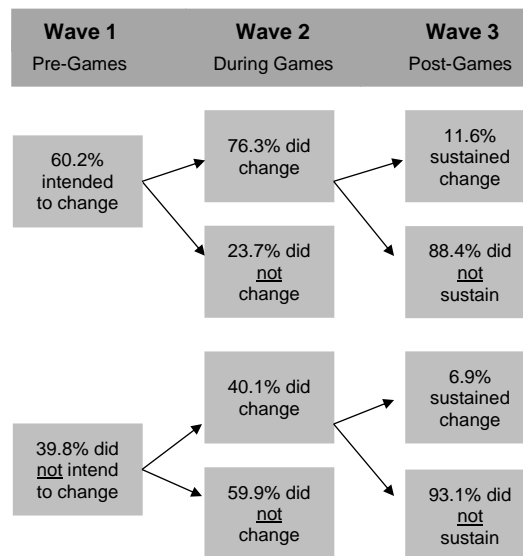 Wave 1
Pre-Games
Wave 2
During Games
Wave 3
Post-Games
60.2%
intended
to change
76.3% did
change
23.7% did
not
change
11.6%
sustained
change
88.4% did
not
sustain
39.8% did
not intend
to change
40.1% did
change
59.9% did
not
change
6.9%
sustained
change
93.1% did
not
sustain